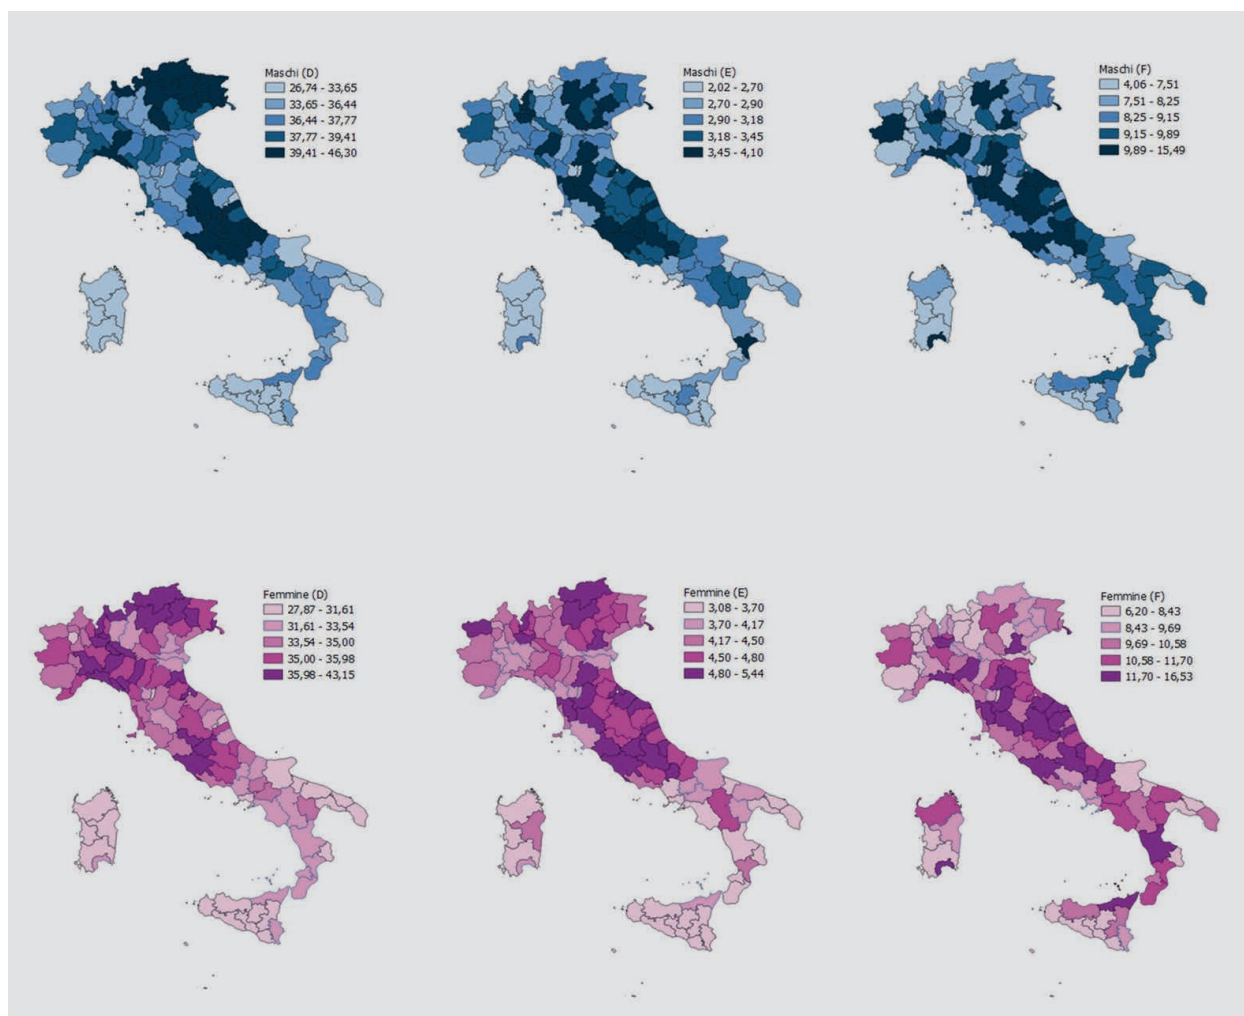 Maschi (D)
26,74 - 33,65
33,65 - 36,44
36,44 - 37,77
37,77 - 39,41
39,41 - 46,30
Maschi (E)
2,02 - 2,70
2,70 - 2,90
2,90 - 3,18
3,18 - 3,45
3,45 - 4,10
Maschi (F)
4,06 - 7,51
7,51 - 8,25
8,25 - 9,15
9,15 - 9,89
9,89 - 15,49
Femmine (D)
27,87 - 31,61
31,61 - 33,54
33,54 - 35,00
35,00 - 35,98
35,98 - 43,15
Femmine (E)
3,08 - 3,70
3,70 - 4,17
4,17 - 4,50
4,50 - 4,80
4,80 - 5,44
Femmine (F)
6,20 - 8,43
8,43 - 9,69
9,69 - 10,58
10,58 - 11,70
11,70 - 16,53